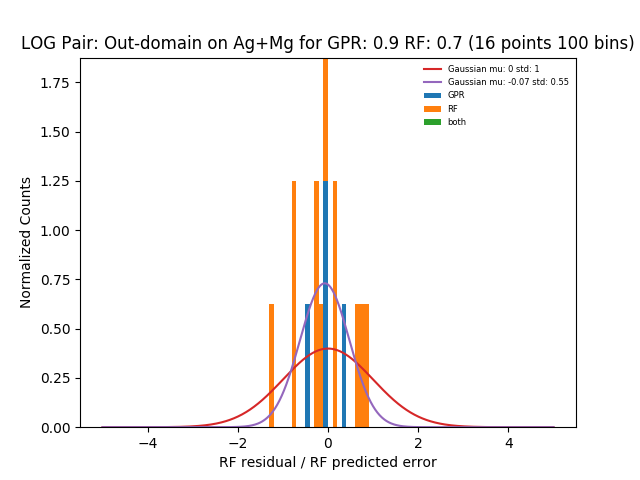 LOG Pair: Out-domain on Ag+Mg for GPR: 0.9 RF: 0.7 (16 points 100 bins)
Gaussian mu: 0 std: 1
Gaussian mu: -0.07 std: 0.55
GPR
RF
both
Normalized Counts
1.75
1.50
1.25
1.00
0.75
0.50
0.25
0.00
−4
−2
0
2
4
RF residual / RF predicted error